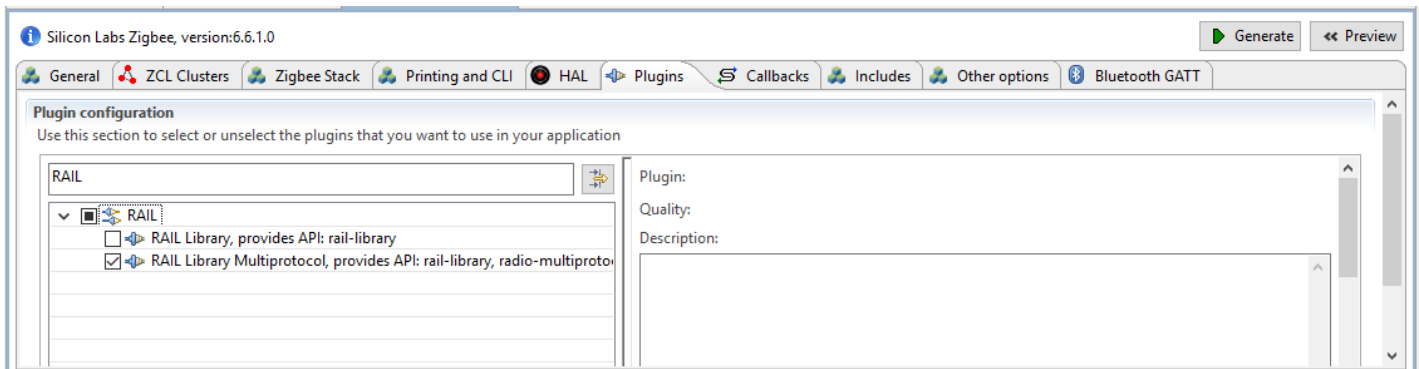 Silicon Labs Zigbee, version:6.6.1.0
Generate
Preview
General
ZCL Clusters
Zigbee Stack
Printing and CLI
HAL
Plugins
Callbacks
Includes
Other options
Bluetooth GATT
Plugin configuration
Use this section to select or unselect the plugins that you want to use in your application
RAIL
Plugin:
RAIL
Quality:
RAIL Library, provides API: rail-library
Description:
RAIL Library Multiprotocol, provides API: rail-library, radio-multiproto